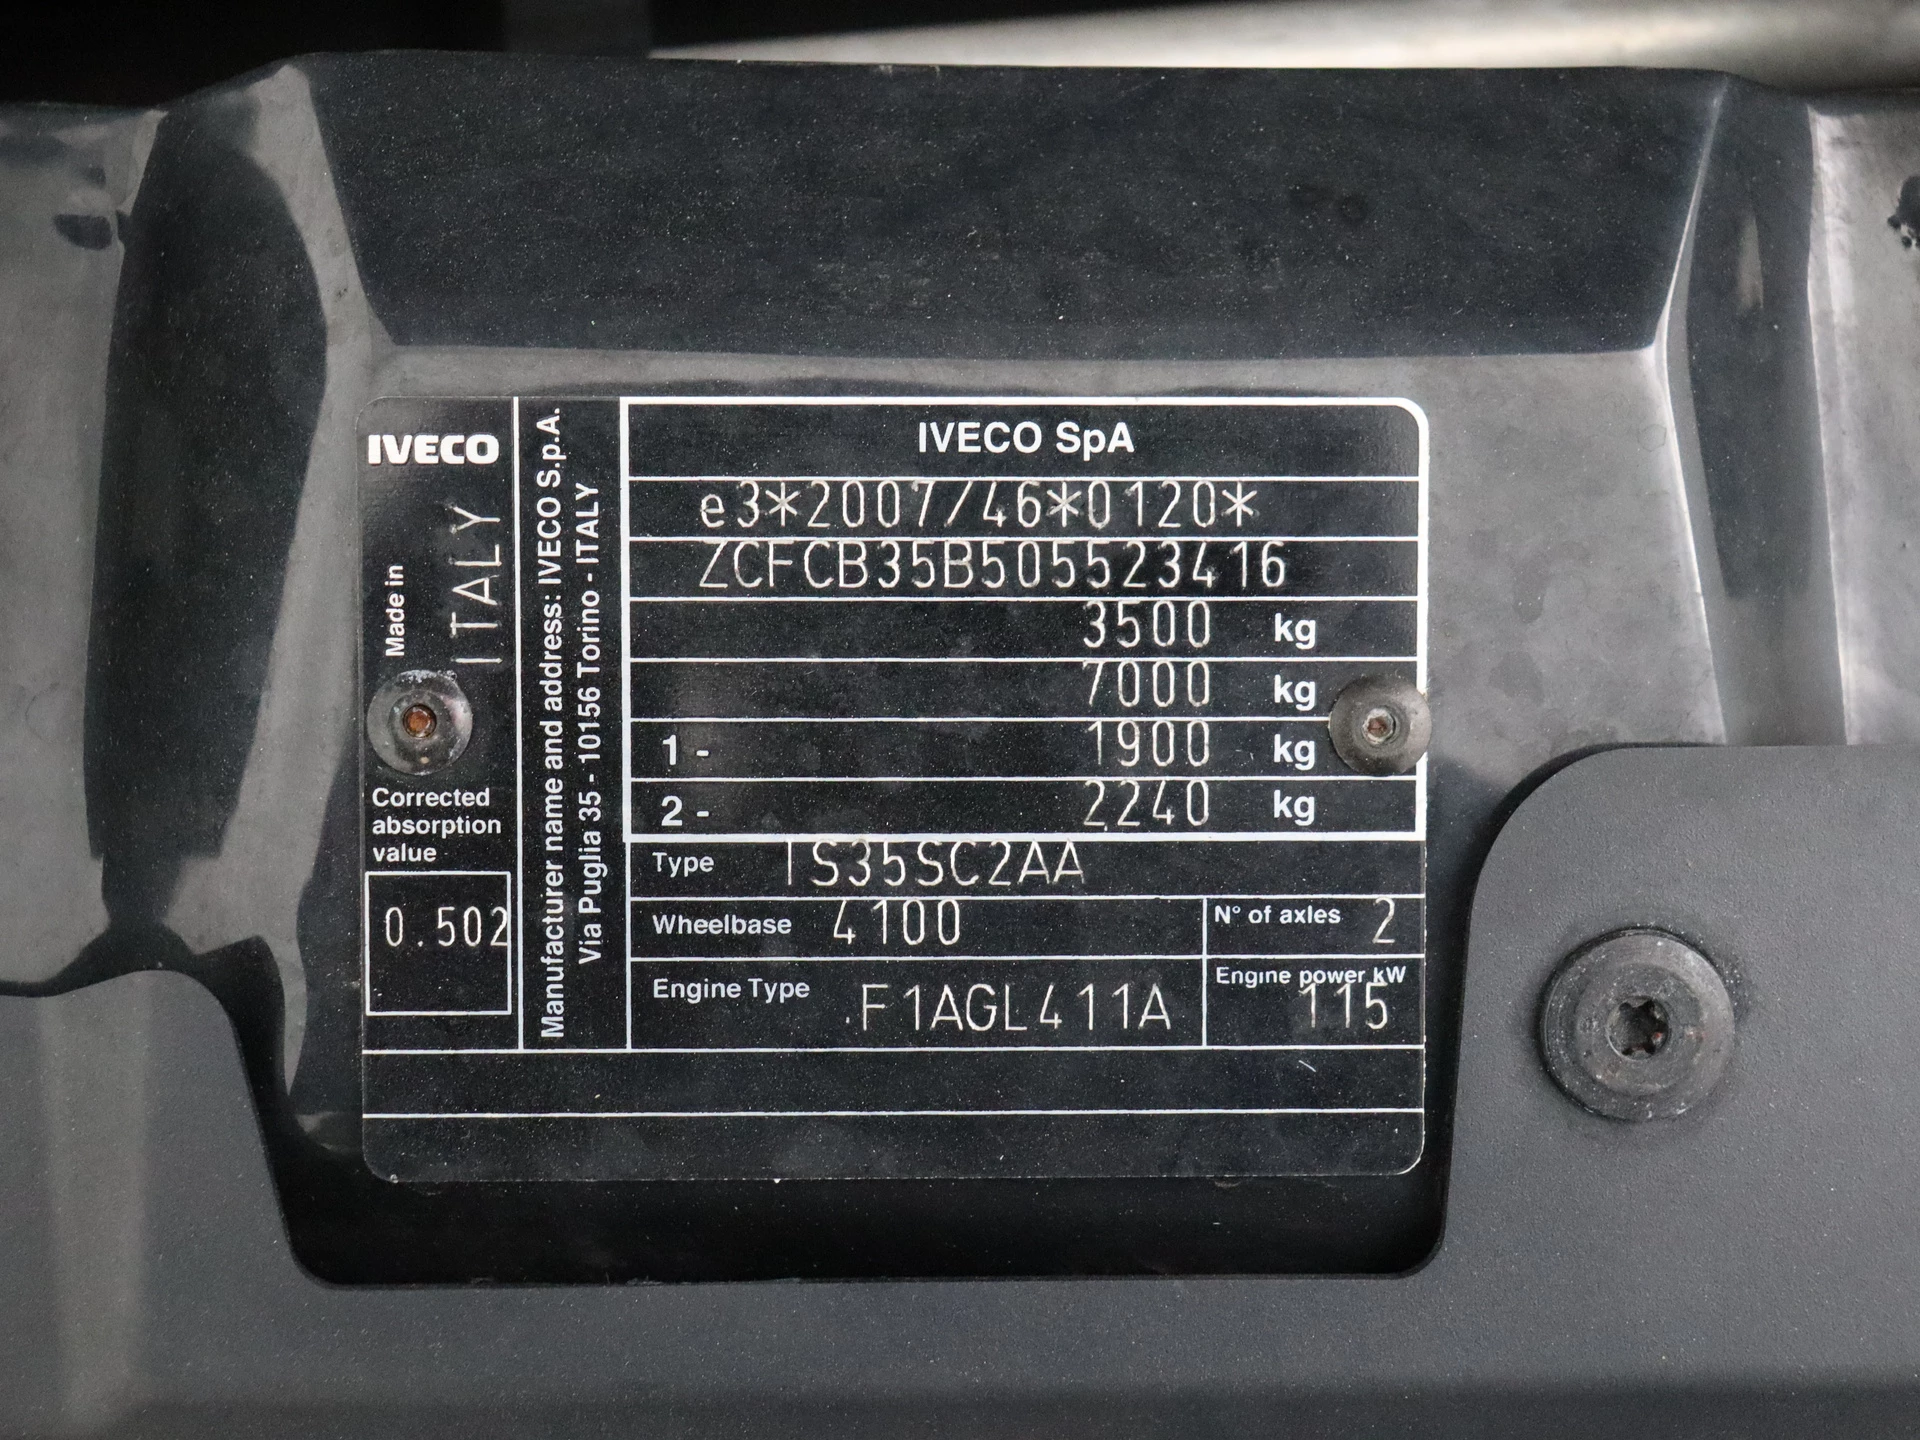 IVECO
Made in
ITALY
Corrected
absorption
value
0.502
Manufacturer name and address: IVECO S.p.A.
Via Puglia 35 - 10156 Torino - ITALY
IVECO SpA
e3*2007/46*0120*
ZCFCB35B505523416
3500 kg
7000 kg
1 - 1900 kg
2 - 2240 kg
Type IS35SC2AA
Wheelbase 4100
N° of axles 2
Engine Type F1AGL411A
Engine power kW
115